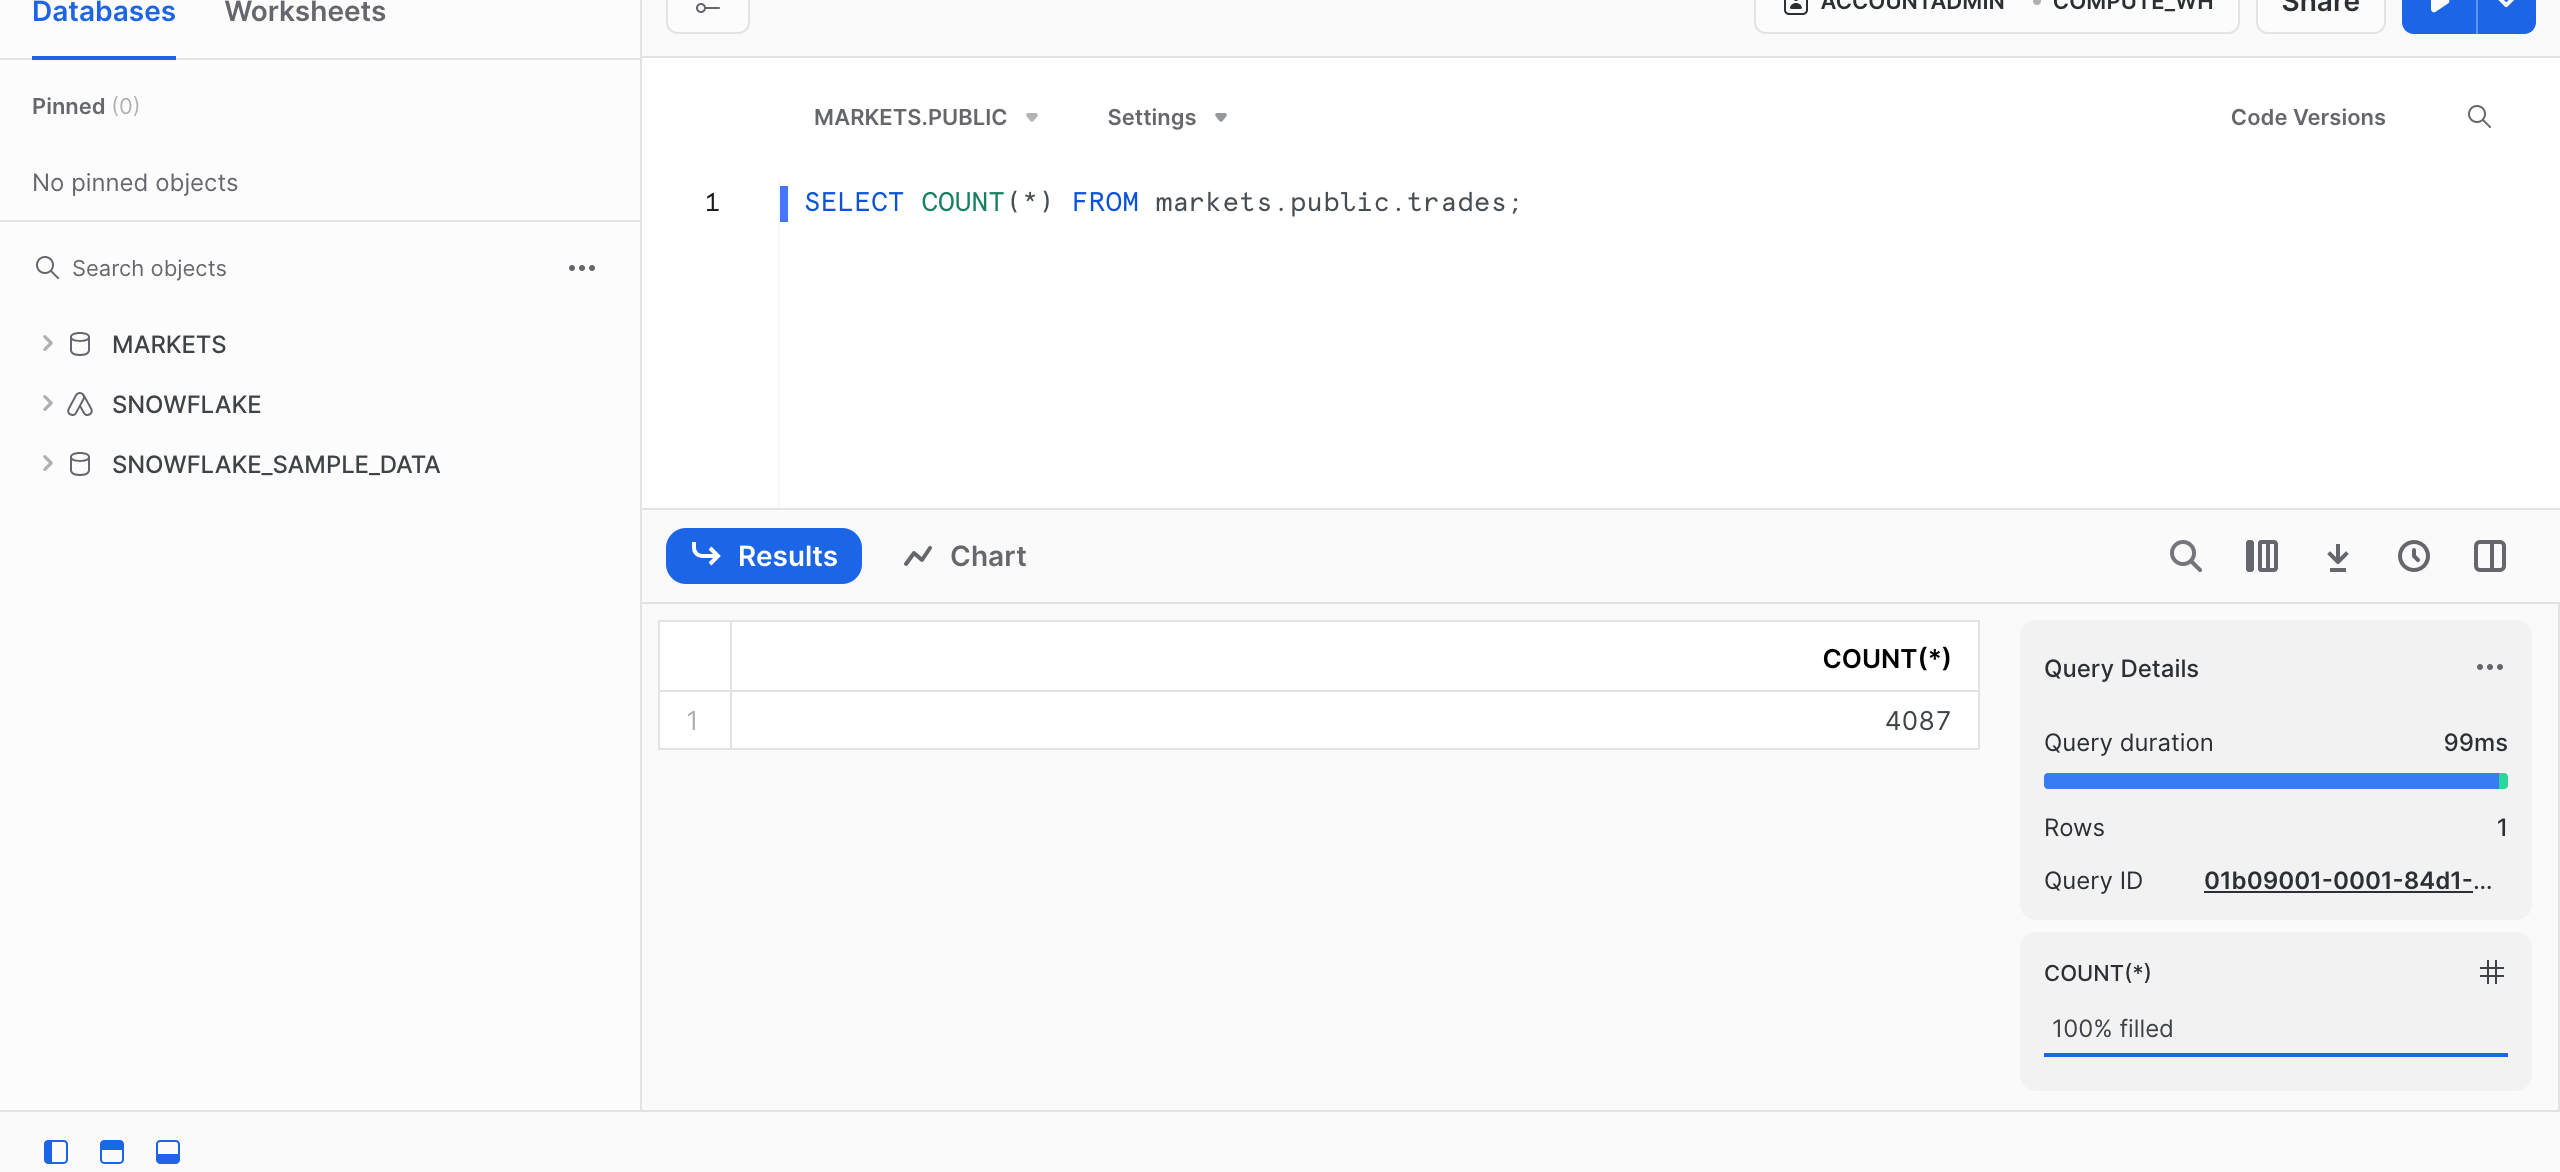 Databases Worksheets
ACCOUNTADMIN COMPUTE_WH Share
Pinned (0)
No pinned objects
Search objects
MARKETS
SNOWFLAKE
SNOWFLAKE_SAMPLE_DATA
MARKETS.PUBLIC Settings Code Versions
1 SELECT COUNT(*) FROM markets.public.trades;
Results Chart
COUNT(*)
1 4087
Query Details
Query duration 99ms
Rows 1
Query ID 01b09001-0001-84d1-...
COUNT(*)
100% filled